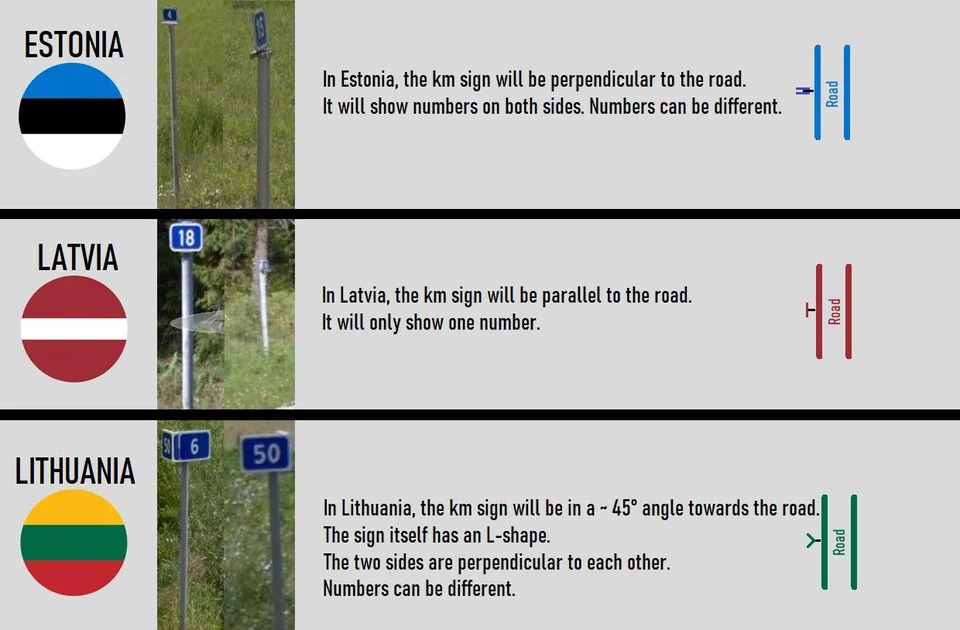 ESTONIA
4
15
In Estonia, the km sign will be perpendicular to the road.
It will show numbers on both sides. Numbers can be different.
Road
LATVIA
18
In Latvia, the km sign will be parallel to the road.
It will only show one number.
Road
LITHUANIA
50
6
50
In Lithuania, the km sign will be in a ~ 45° angle towards the road.
The sign itself has an L-shape.
The two sides are perpendicular to each other.
Numbers can be different.
Road